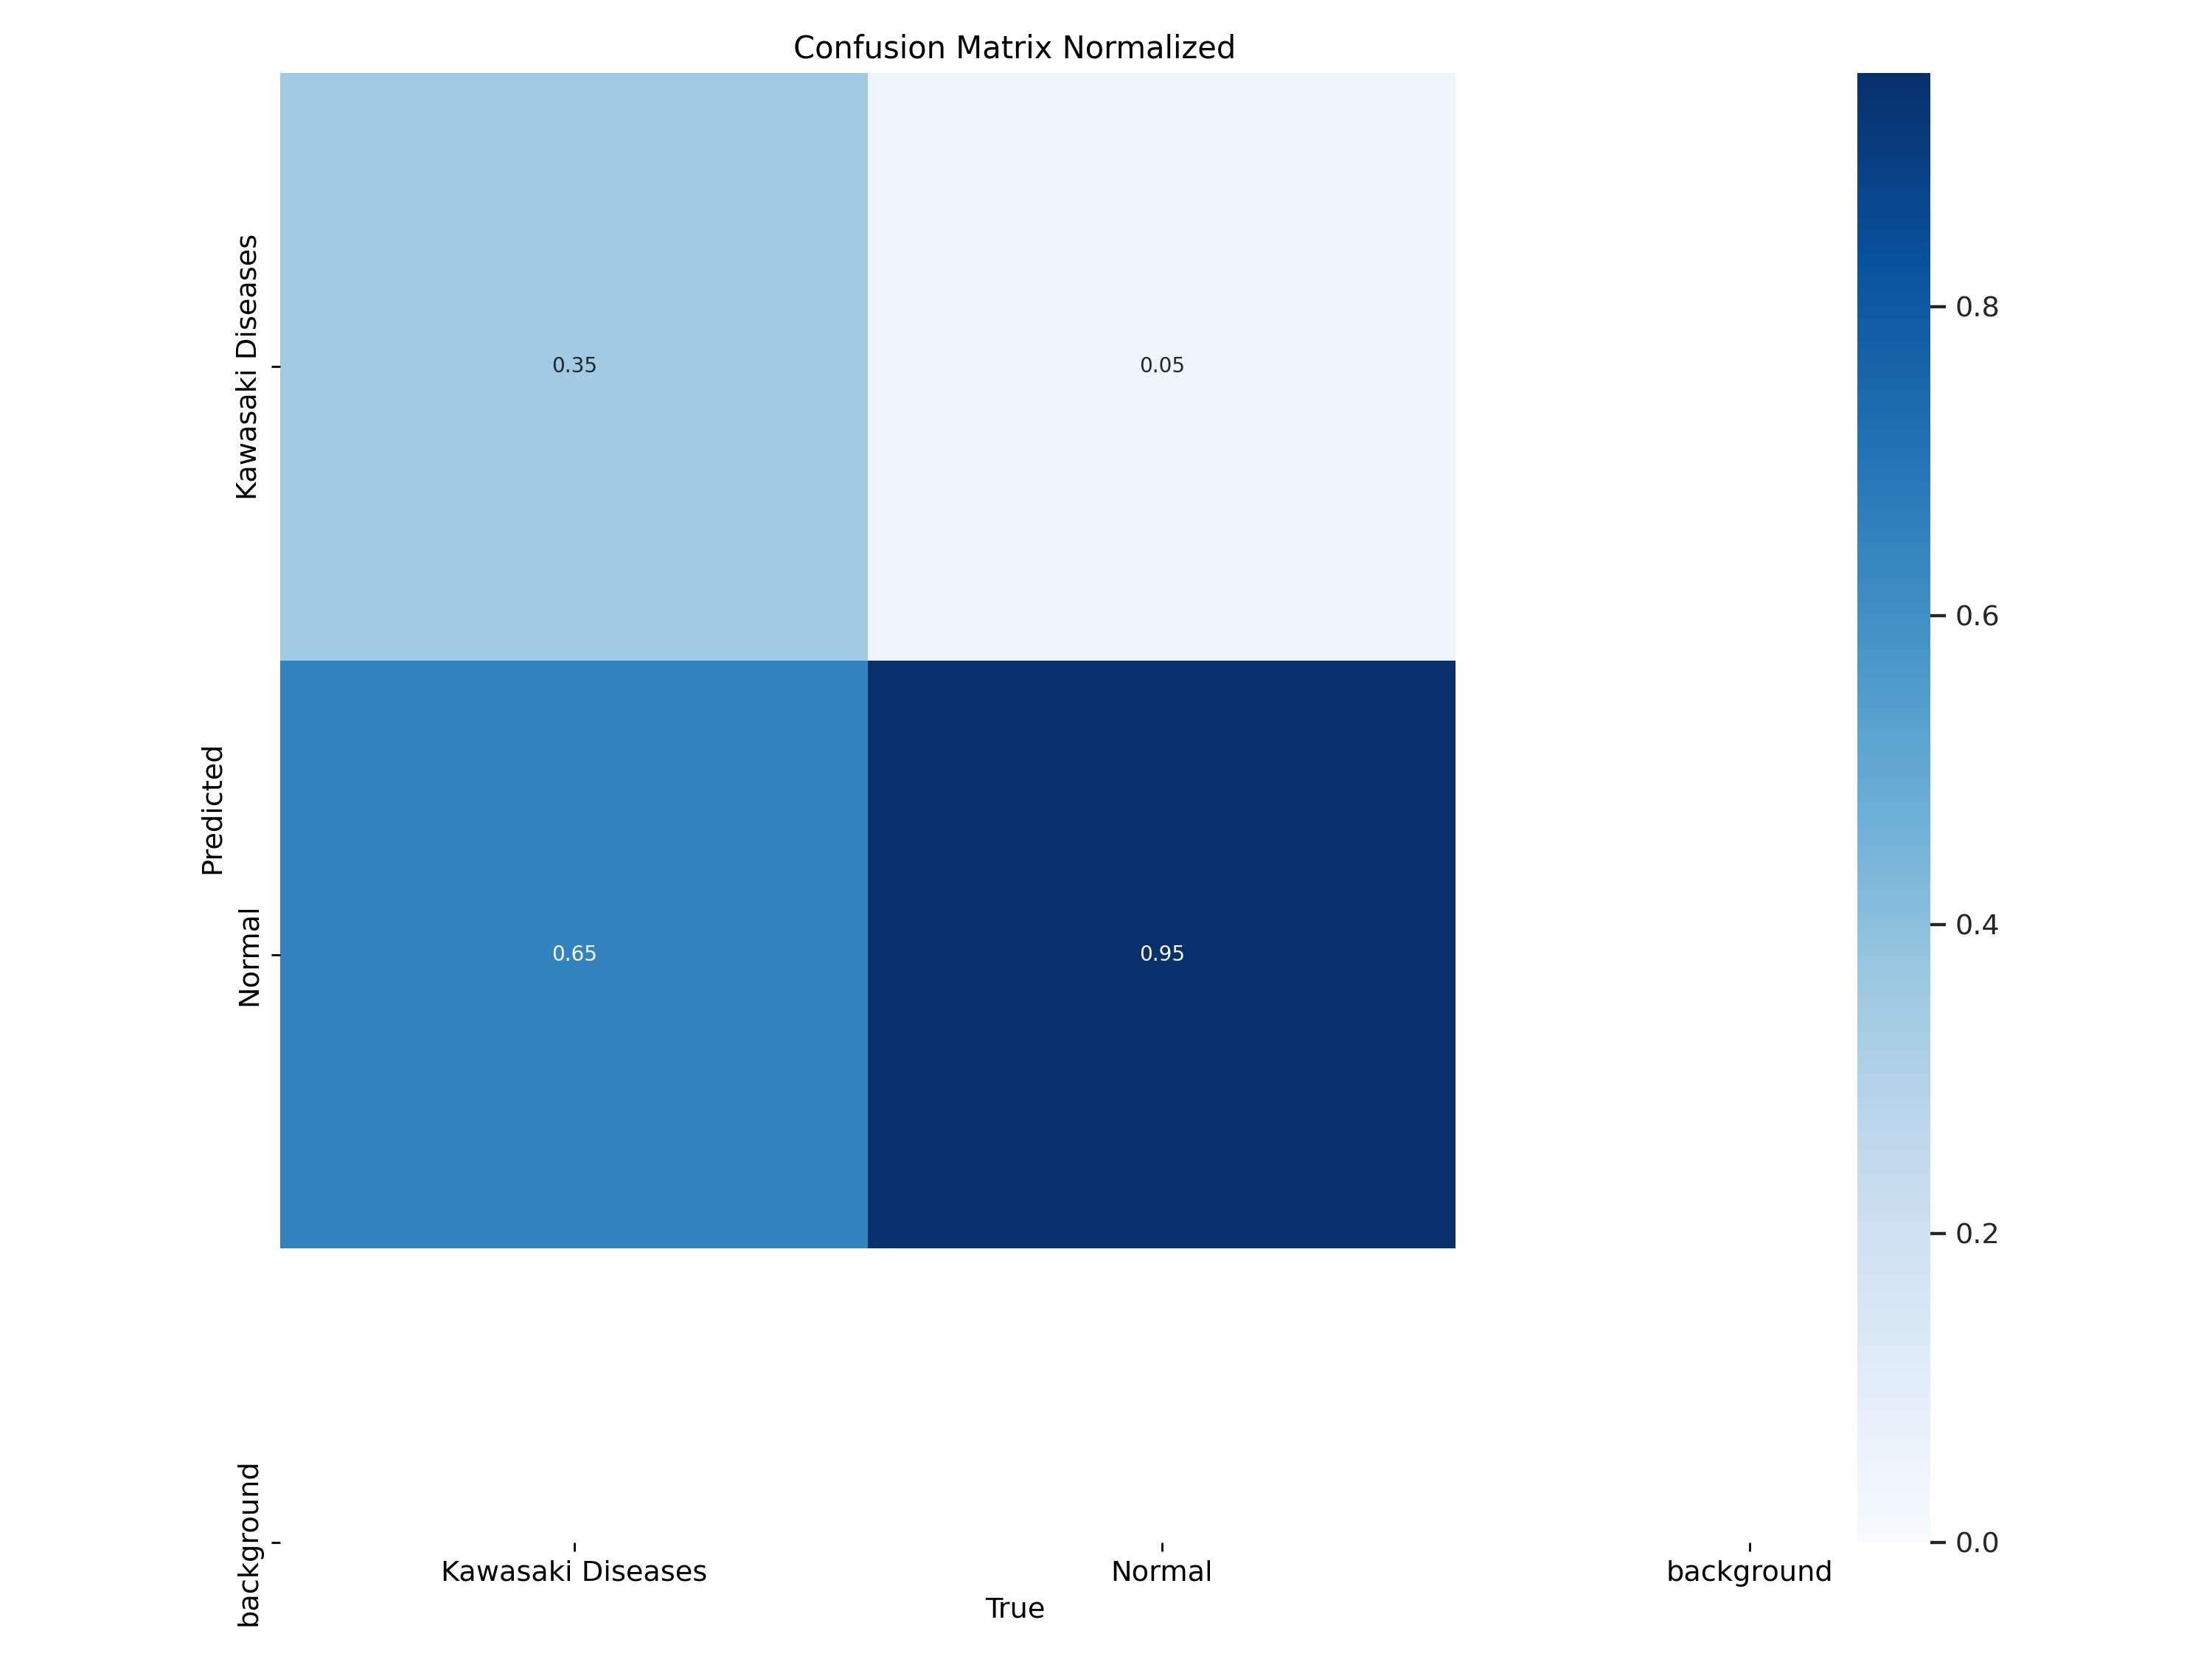 Confusion Matrix Normalized
Kawasaki Diseases
0.35
0.05
Predicted
Normal
0.65
0.95
background
Kawasaki Diseases
Normal
background
True
0.8
0.6
0.4
0.2
0.0